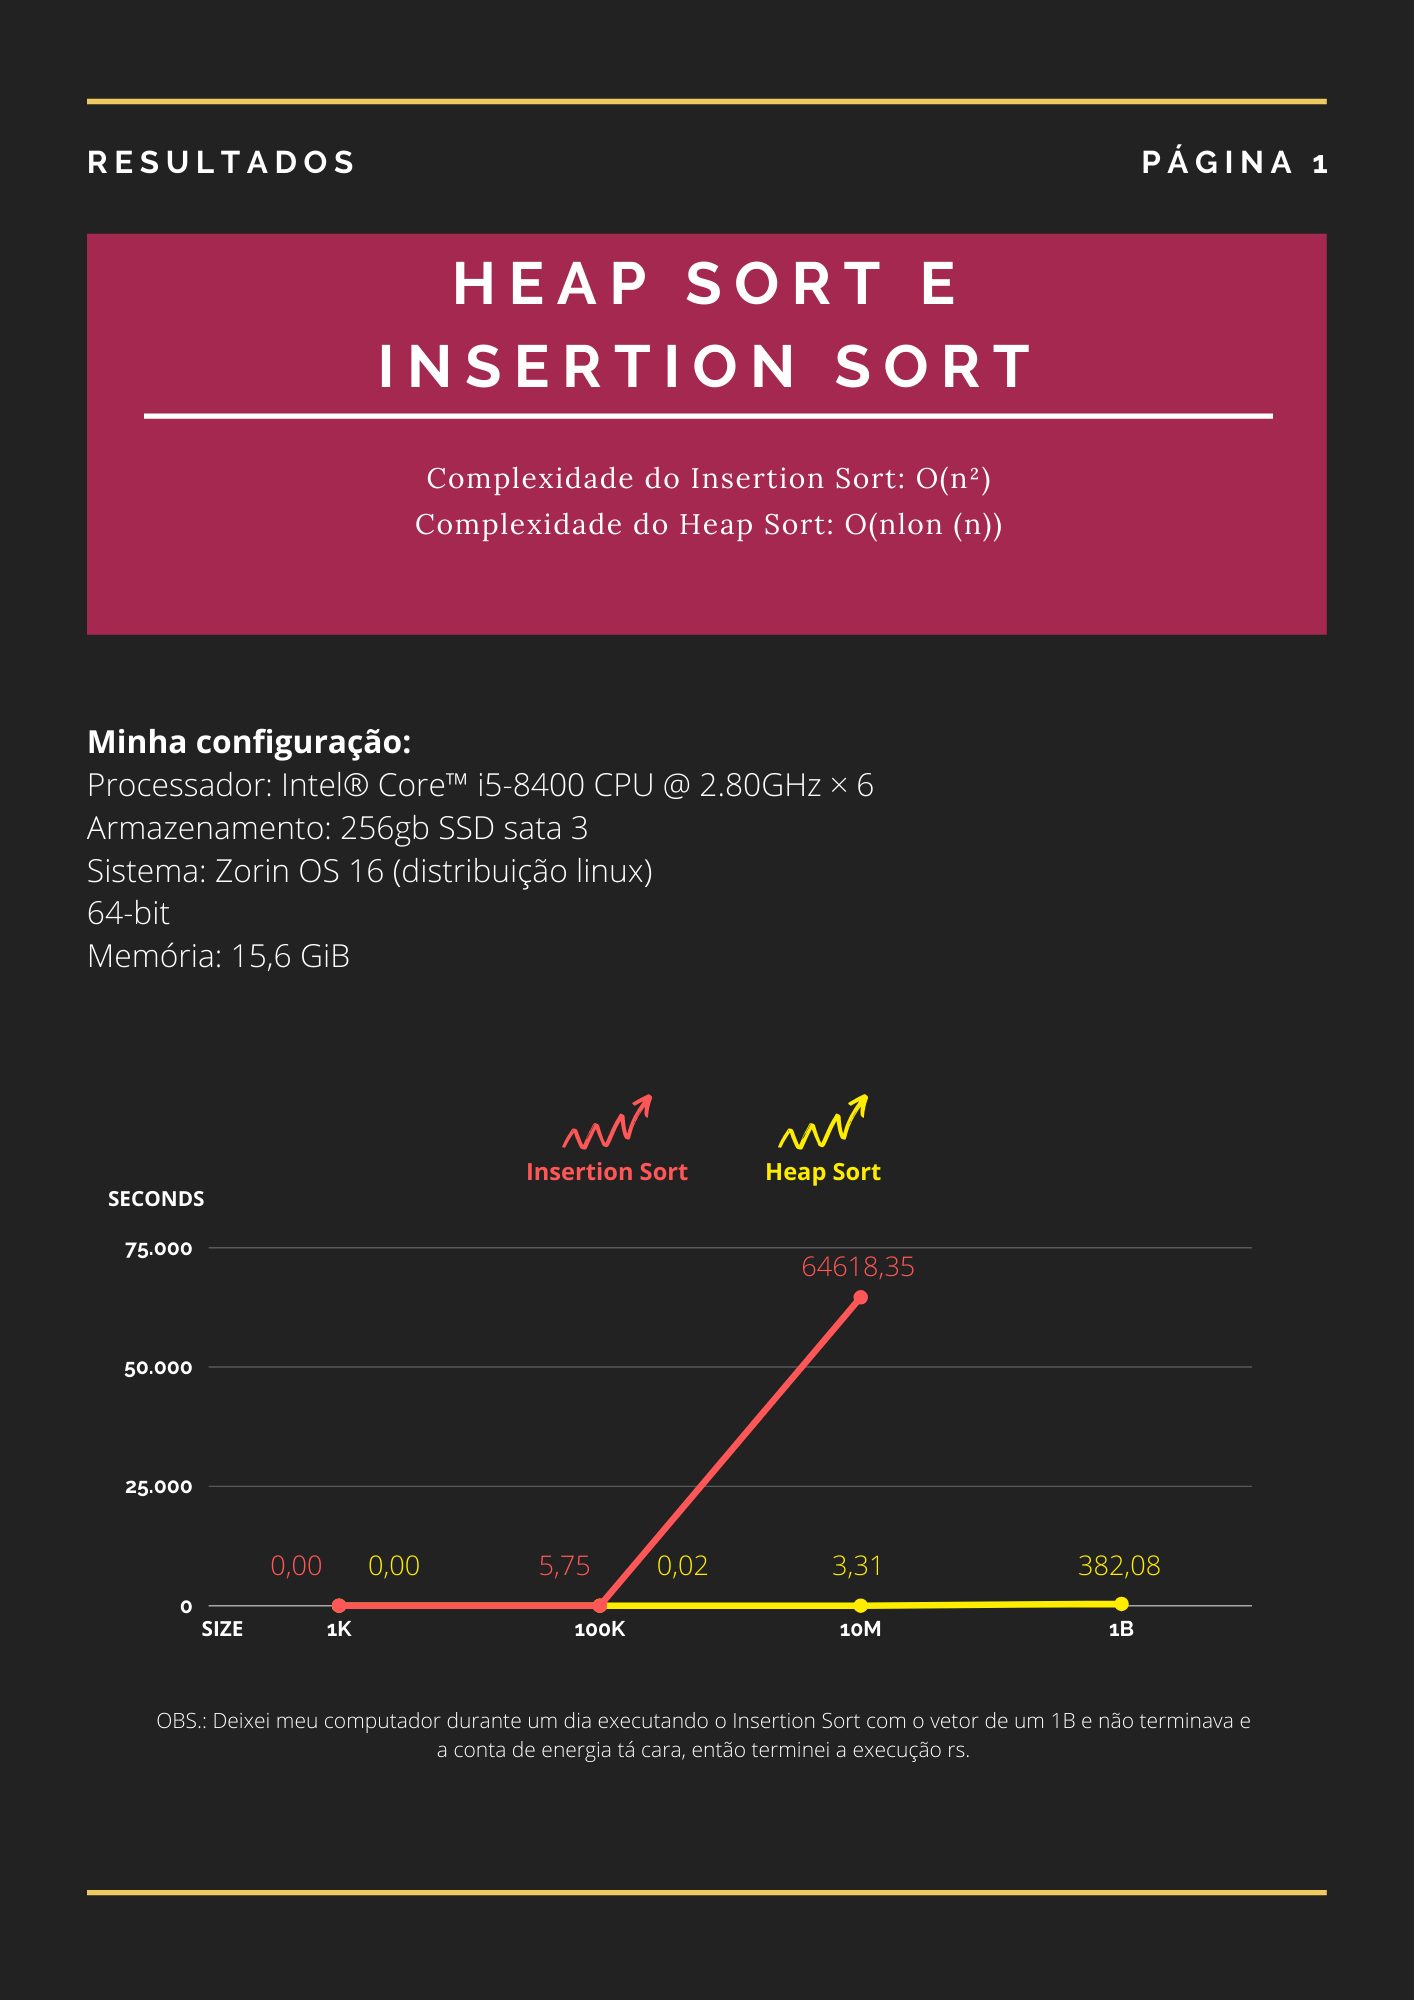 RESULTADOS
PÁGINA 1
HEAP SORT E
INSERTION SORT
Complexidade do Insertion Sort: O(n²)
Complexidade do Heap Sort: O(nlon (n))
Minha configuração:
Processador: Intel® Core™ i5-8400 CPU @ 2.80GHz × 6
Armazenamento: 256gb SSD sata 3
Sistema: Zorin OS 16 (distribuição linux)
64-bit
Memória: 15,6 GiB
Insertion Sort
Heap Sort
SECONDS
75.000
64618,35
50.000
25.000
0,00 0,00 5,75 0,02 3,31 382,08
0
SIZE 1K 100K 10M 1B
OBS.: Deixei meu computador durante um dia executando o Insertion Sort com o vetor de um 1B e não terminava e
a conta de energia tá cara, então terminei a execução rs.